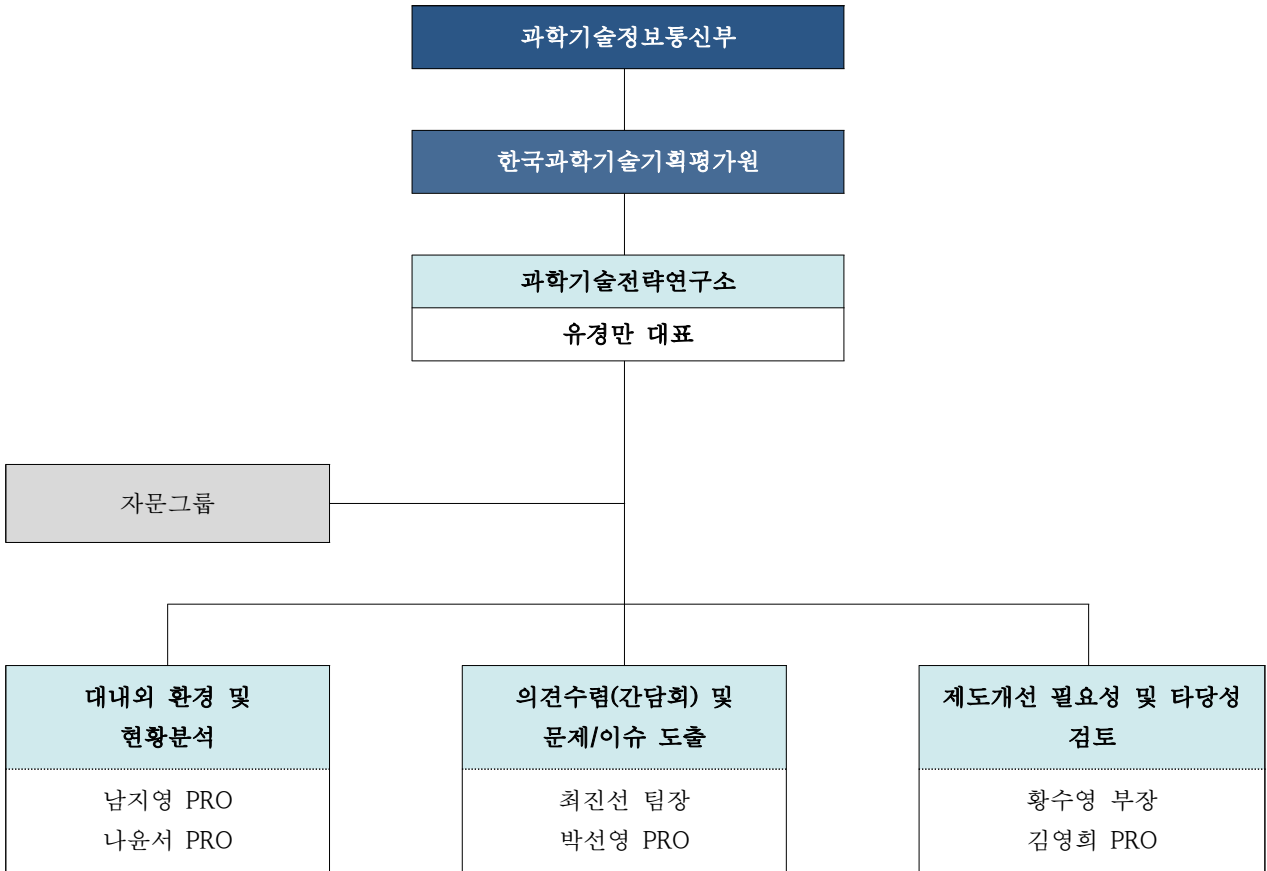 과학기술정보통신부
한국과학기술기획평가원
과학기술전략연구소
유경만 대표
자문그룹
대내외 환경 및
현황분석
남지영 PRO
나윤서 PRO
의견수렴(간담회) 및
문제/이슈 도출
최진선 팀장
박선영 PRO
제도개선 필요성 및 타당성
검토
황수영 부장
김영희 PRO